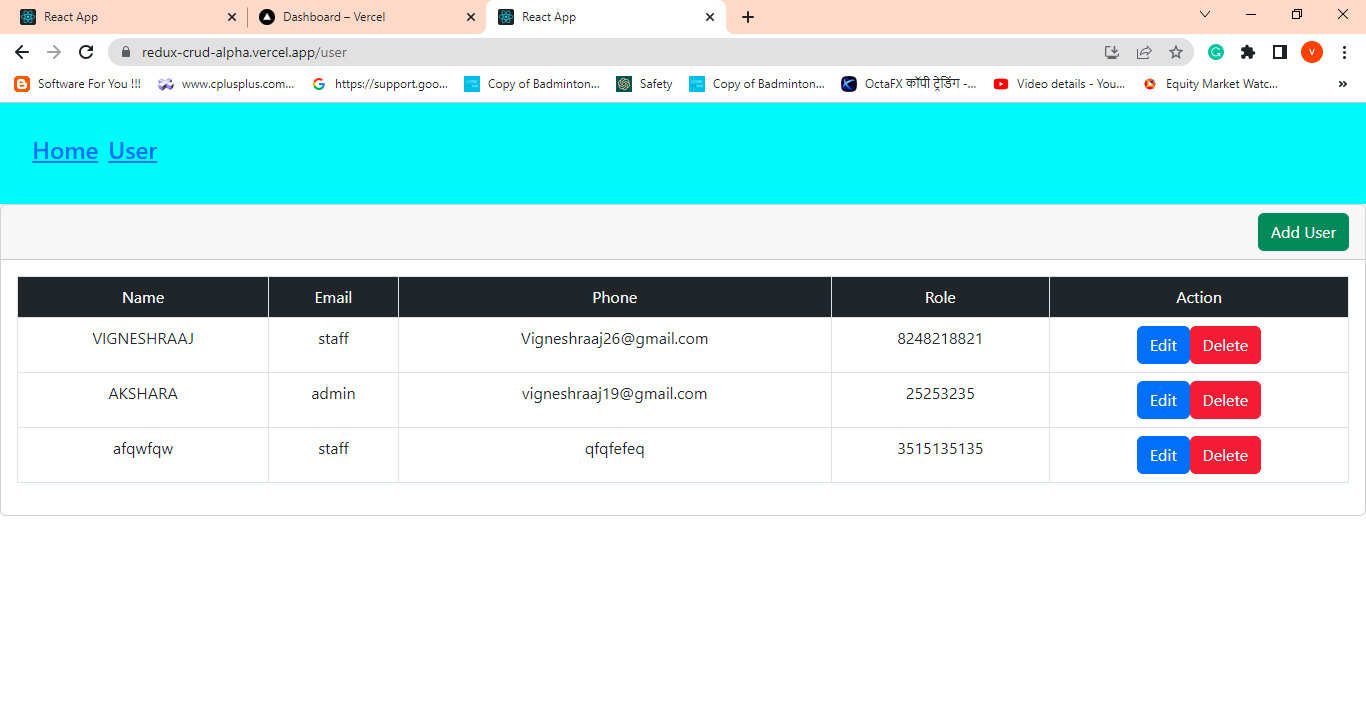 React App
Dashboard – Vercel
React App
redux-crud-alpha.vercel.app/user
V
Software For You !!!
www.cplusplus.com...
https://support.goo...
Copy of Badminton...
Safety
Copy of Badminton...
OctaFX कॉपी ट्रेडिंग -...
Video details - You...
Equity Market Watc...
Home User
Add User
Name Email Phone Role Action
VIGNESHRAAJ staff Vigneshraaj26@gmail.com 8248218821 Edit Delete
AKSHARA admin vigneshraaj19@gmail.com 25253235 Edit Delete
afqwfqw staff qfqfefeq 3515135135 Edit Delete